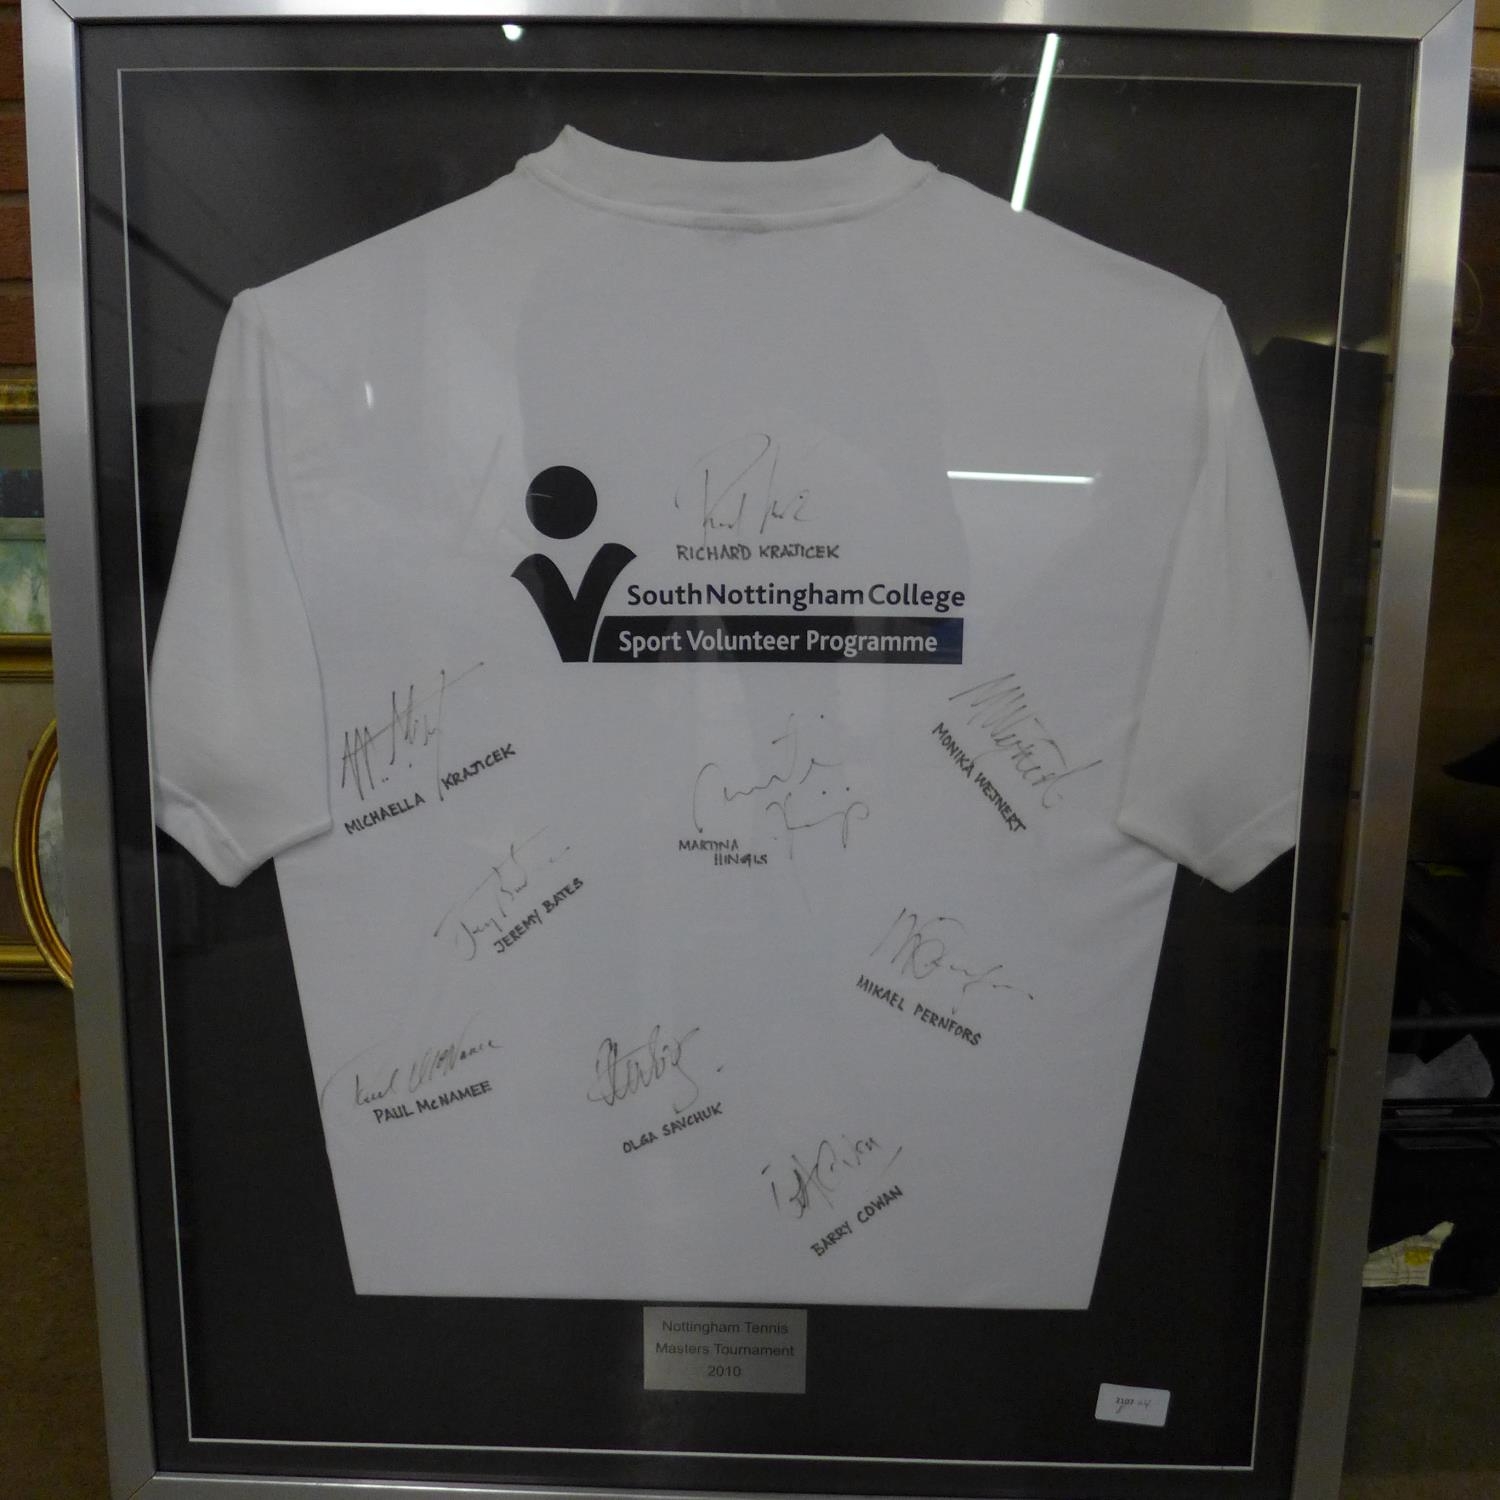 RICHARD KRAJICEK
South Nottingham College
Sport Volunteer Programme
MICHAELLA KRAJICEK
MONIKA WEJNERT
MARTINA
HINGIS
JEREMY BATES
MIKAEL PERNFORS
PAUL McNAMEE
OLGA SAVCHUK
BARRY COWAN
Nottingham Tennis
Masters Tournament
2010